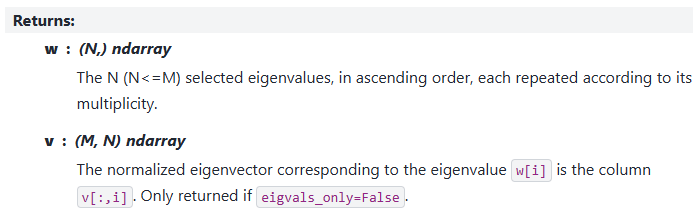 Returns:
w : (N,) ndarray
The N (N<=M) selected eigenvalues, in ascending order, each repeated according to its
multiplicity.
v : (M, N) ndarray
The normalized eigenvector corresponding to the eigenvalue w[i] is the column
v[:,i]. Only returned if eigvals_only=False.